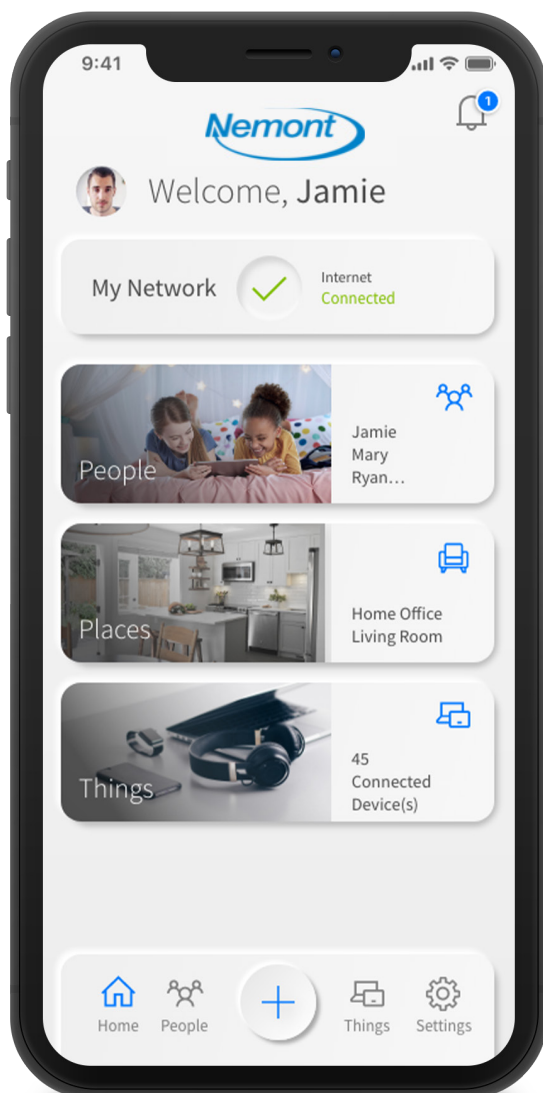 9:41
1
Nemont
Welcome, Jamie
My Network
Internet
Connected
People
Jamie
Mary
Ryan...
Places
Home Office
Living Room
Things
45
Connected
Device(s)
Home
People
Things
Settings